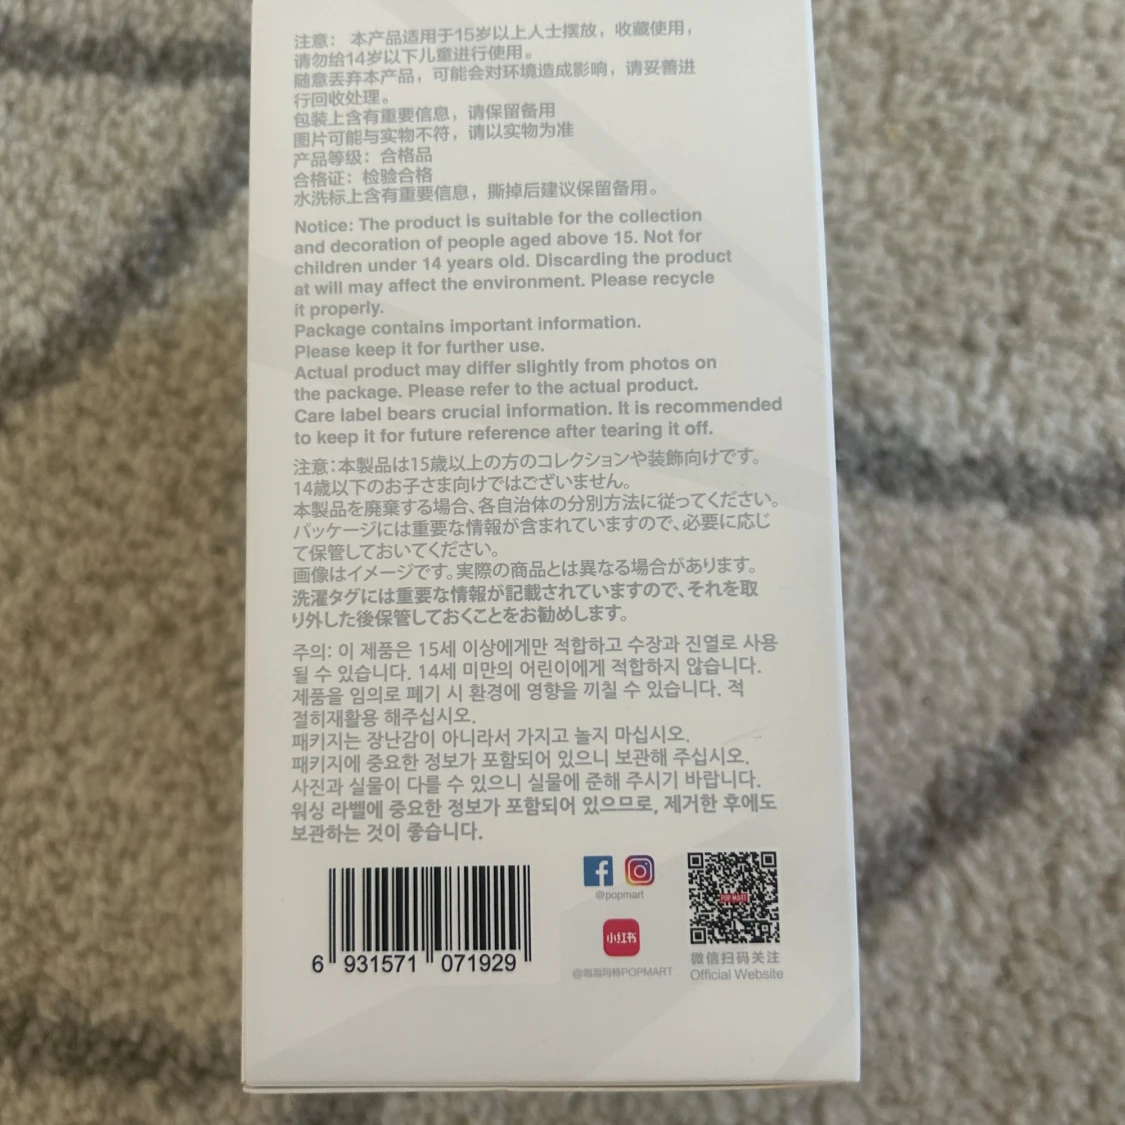 注意： 本产品适用于15岁以上人士摆放，收藏使用，
请勿给14岁以下儿童进行使用。
随意丢弃本产品，可能会对环境造成影响，请妥善进
行回收处理。
包装上含有重要信息，请保留备用
图片可能与实物不符，请以实物为准
产品等级：合格品
合格证：检验合格
水洗标上含有重要信息，撕掉后建议保留备用。
Notice: The product is suitable for the collection
and decoration of people aged above 15. Not for
children under 14 years old. Discarding the product
at will may affect the environment. Please recycle
it properly.
Package contains important information.
Please keep it for further use.
Actual product may differ slightly from photos on
the package. Please refer to the actual product.
Care label bears crucial information. It is recommended
to keep it for future reference after tearing it off.
注意：本製品は15歳以上の方のコレクションや装飾向けです。
14歳以下のお子さま向けではございません。
本製品を廃棄する場合、各自治体の分別方法に従ってください。
パッケージには重要な情報が含まれていますので、必要に応じ
て保管しておいてください。
画像はイメージです。実際の商品とは異なる場合があります。
洗濯タグには重要な情報が記載されていますので、それを取
り外した後保管しておくことをお勧めします。
주의: 이 제품은 15세 이상에게만 적합하고 수장과 진열로 사용
될 수 있습니다. 14세 미만의 어린이에게 적합하지 않습니다.
제품을 임의로 폐기 시 환경에 영향을 끼칠 수 있습니다. 적
절히재활용 해주십시오.
패키지는 장난감이 아니라서 가지고 놀지 마십시오.
패키지에 중요한 정보가 포함되어 있으니 보관해 주십시오.
사진과 실물이 다를 수 있으니 실물에 준해 주시기 바랍니다.
워싱 라벨에 중요한 정보가 포함되어 있으므로, 제거한 후에도
보관하는 것이 좋습니다.
6 931571 071929
@popmart
小红书
@泡泡玛特POPMART
POP MART
微信扫码关注
Official Website